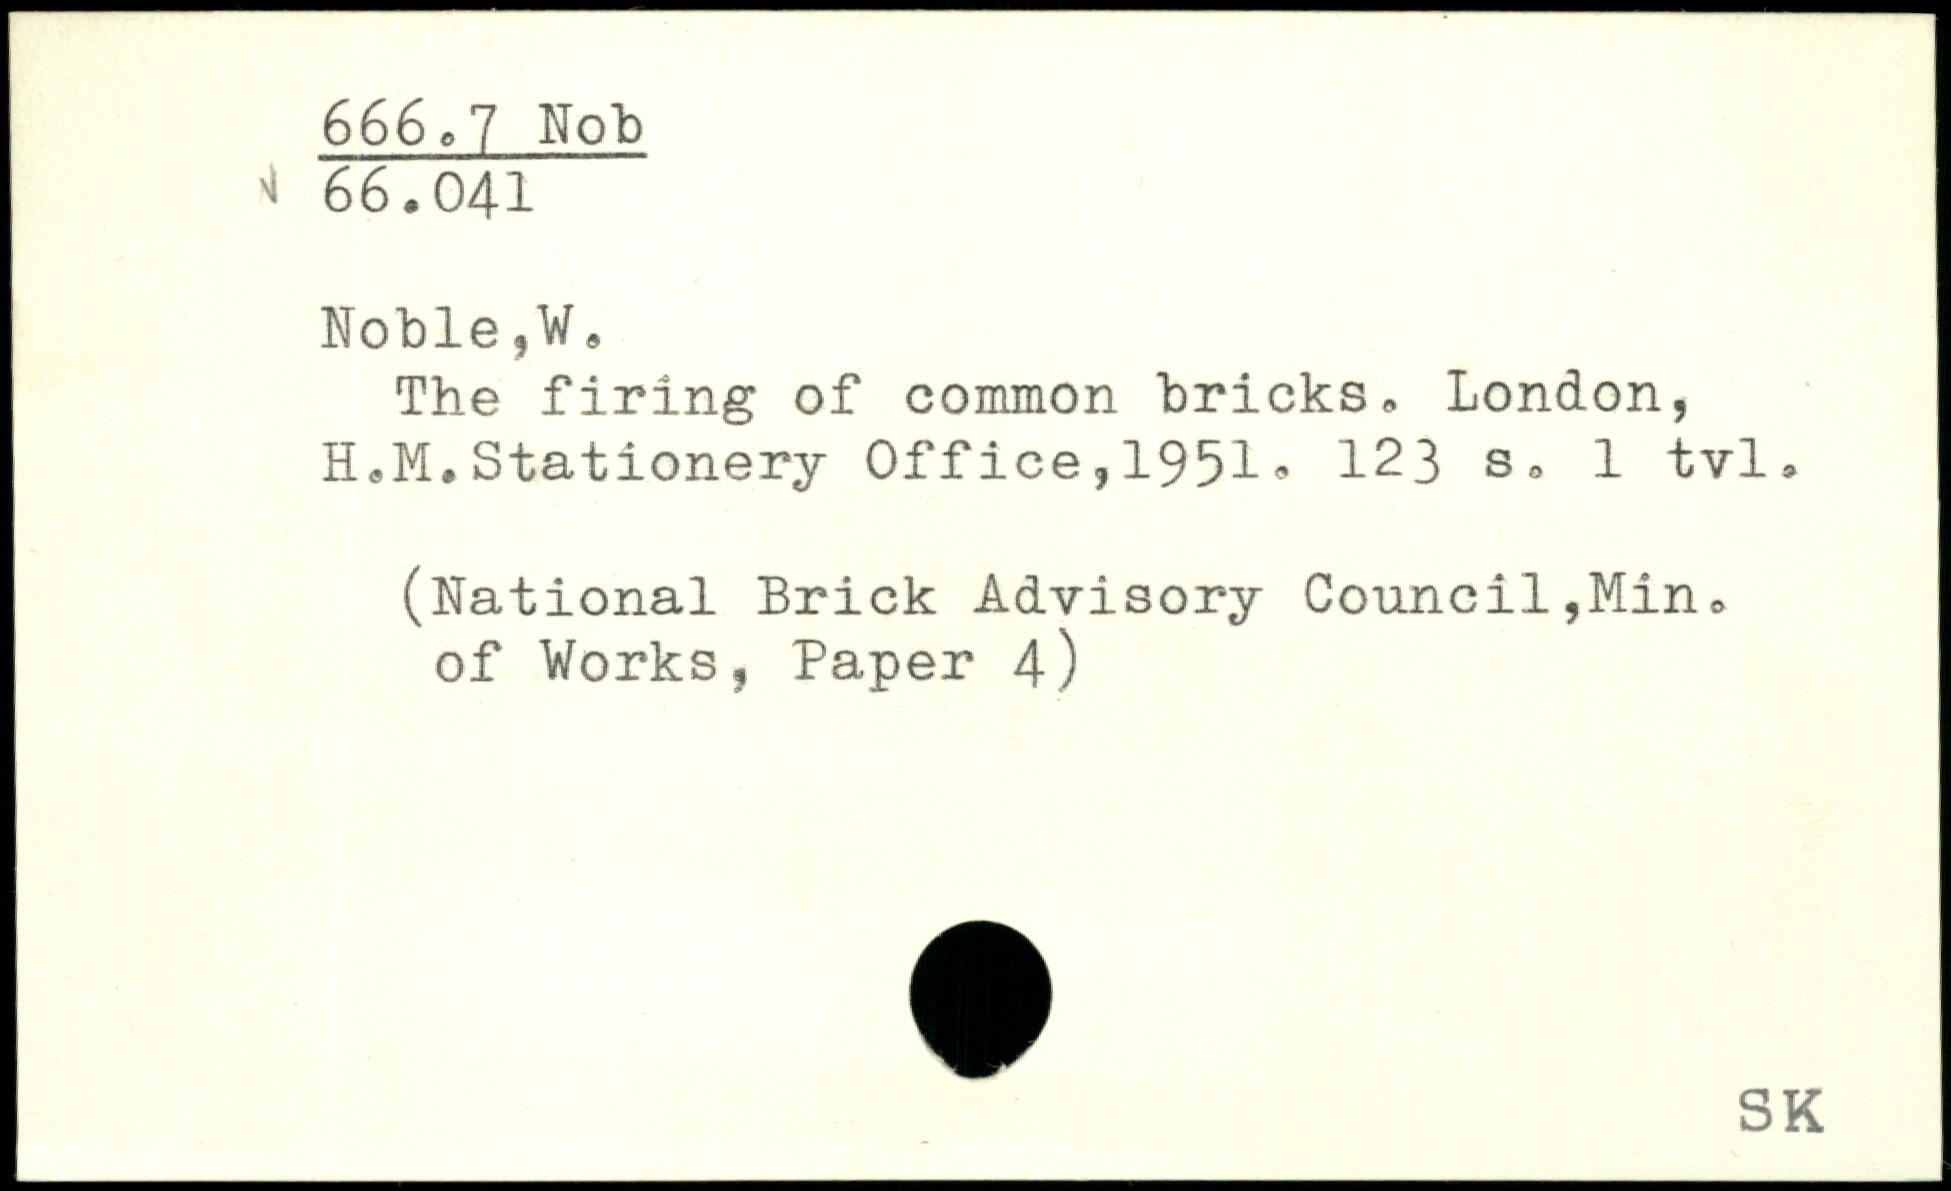 666.7 Nob
66.041
Noble,W.
The firing of common bricks. London,
H.M.Stationery Office,1951. 123 s. 1 tvl.
(National Brick Advisory Council,Min.
of Works, Paper 4)
SK